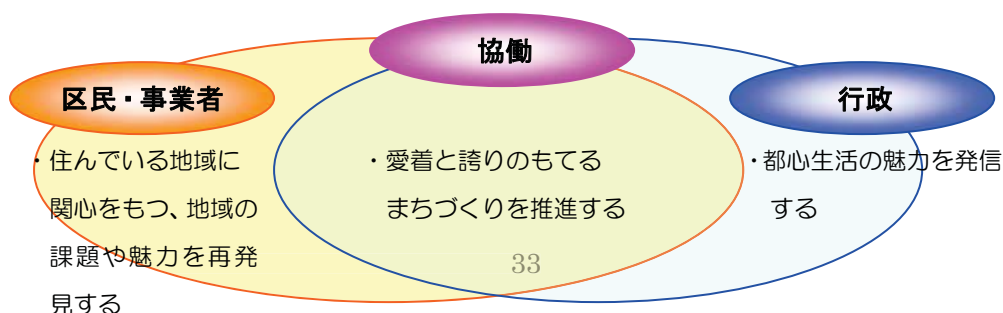 協働
区民・事業者
行政
・住んでいる地域に
関心をもつ、地域の
課題や魅力を再発
見する
・愛着と誇りのもてる
まちづくりを推進する
・都心生活の魅力を発信
する
33